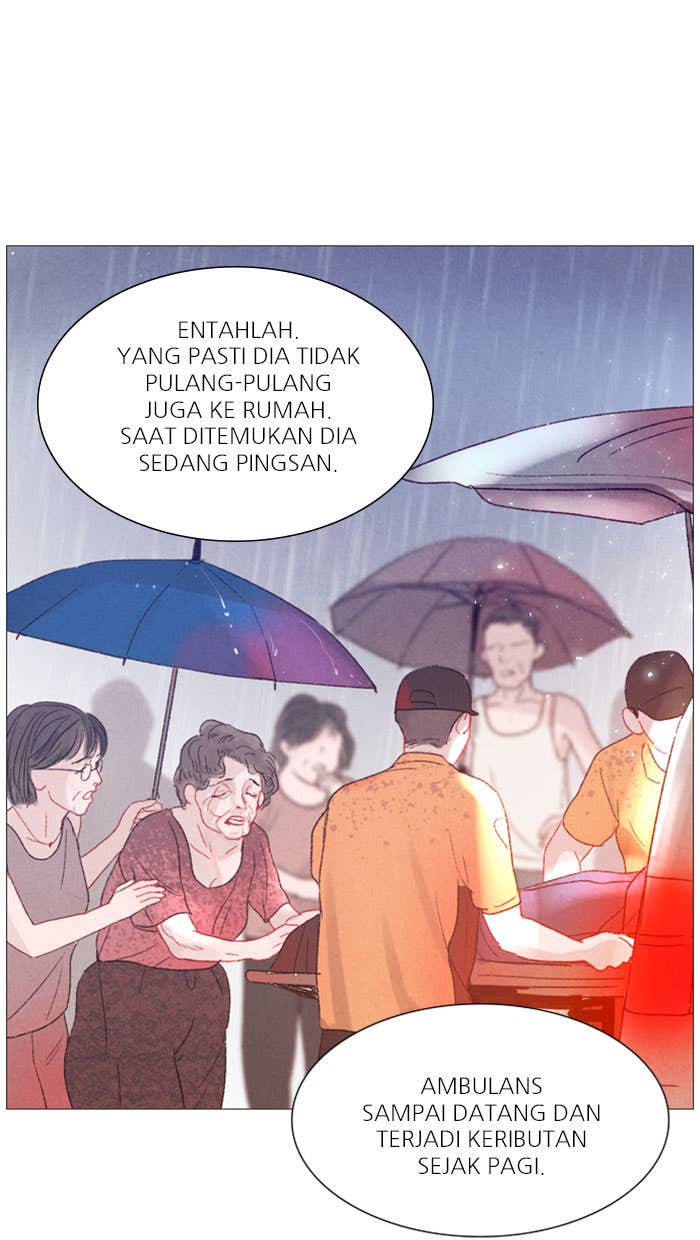 ENTAHLAH.
YANG PASTI DIA TIDAK
PULANG-PULANG
JUGA KE RUMAH.
SAAT DITEMUKAN DIA
SEDANG PINGSAN.
AMBULANS
SAMPAI DATANG DAN
TERJADI KERIBUTAN
SEJAK PAGI.